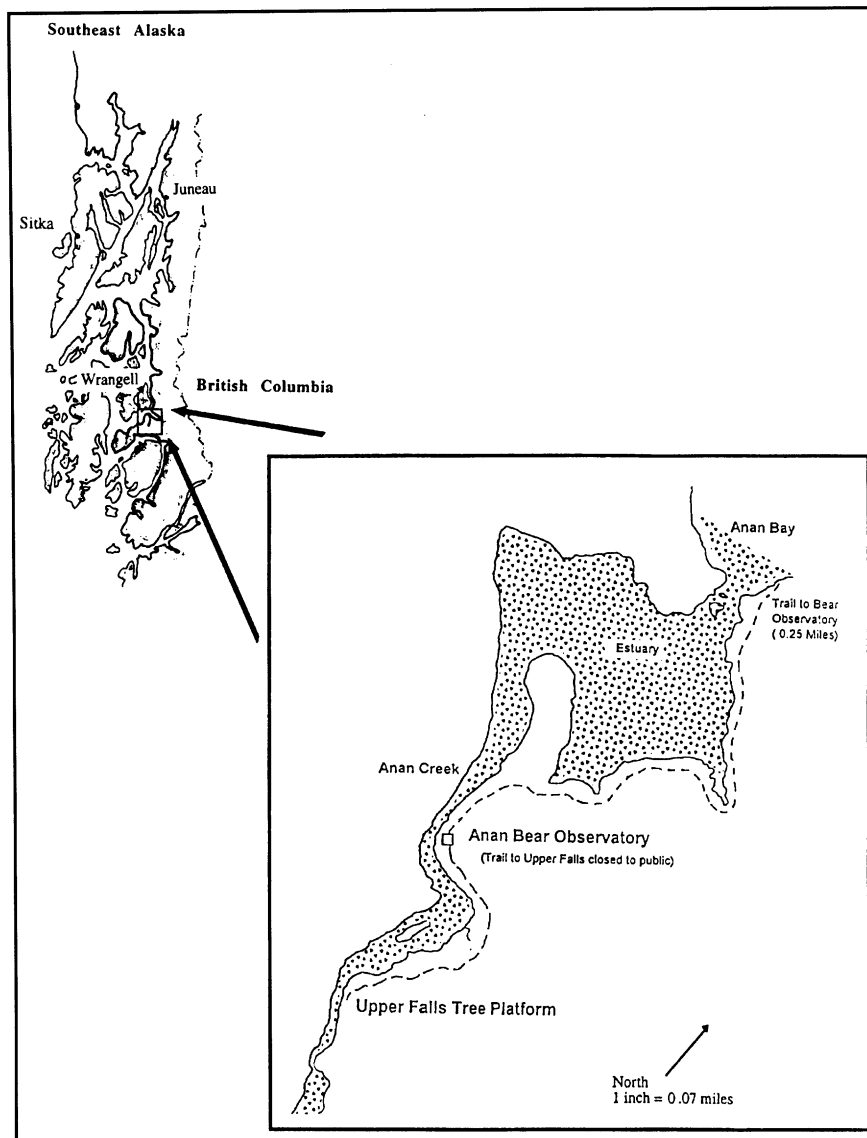 Southeast Alaska
Juneau
Sitka
Wrangell
British Columbia
Anan Bay
Trail to Bear
Observatory
( 0.25 Miles)
Estuary
Anan Creek
Anan Bear Observatory
(Trail to Upper Falls closed to public)
Upper Falls Tree Platform
North
1 inch = 0.07 miles